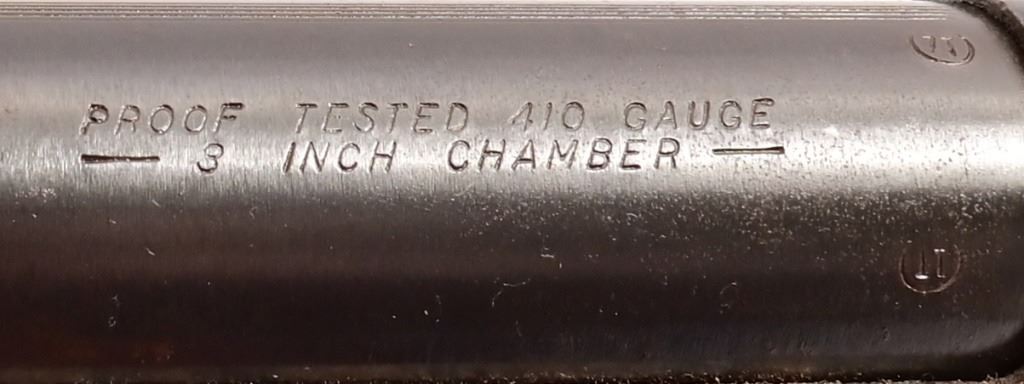 PROOF TESTED 410 GAUGE
— 3 INCH CHAMBER —